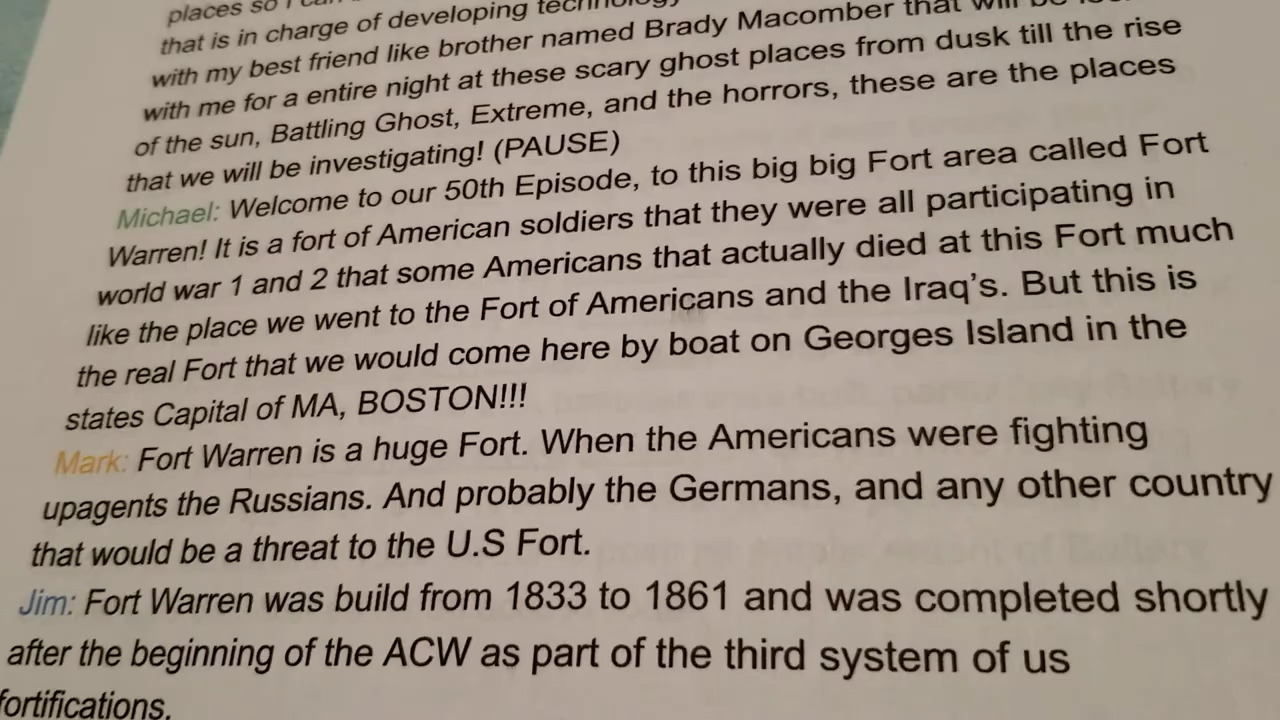 places so I can
that is in charge of developing technology
with my best friend like brother named Brady Macomber that will be
with me for a entire night at these scary ghost places from dusk till the rise
of the sun, Battling Ghost, Extreme, and the horrors, these are the places
that we will be investigating! (PAUSE)
Michael: Welcome to our 50th Episode, to this big big Fort area called Fort
Warren! It is a fort of American soldiers that they were all participating in
world war 1 and 2 that some Americans that actually died at this Fort much
like the place we went to the Fort of Americans and the Iraq's. But this is
the real Fort that we would come here by boat on Georges Island in the
states Capital of MA, BOSTON!!!
Mark: Fort Warren is a huge Fort. When the Americans were fighting
upagents the Russians. And probably the Germans, and any other country
that would be a threat to the U.S Fort.
Jim: Fort Warren was build from 1833 to 1861 and was completed shortly
after the beginning of the ACW as part of the third system of us
fortifications.